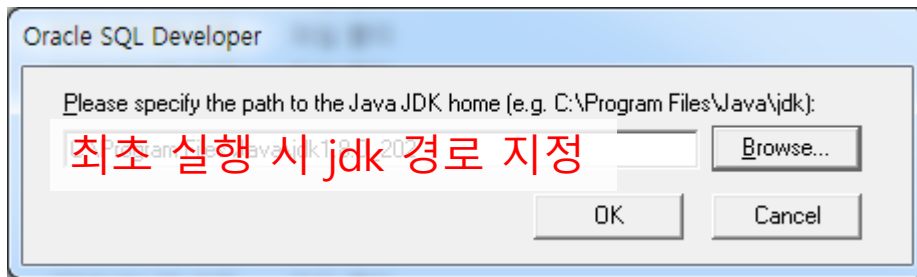 Oracle SQL Developer
Please specify the path to the Java JDK home (e.g. C:\Program Files\Java\jdk):
최초 실행 시 jdk 경로 지정
Browse...
OK
Cancel